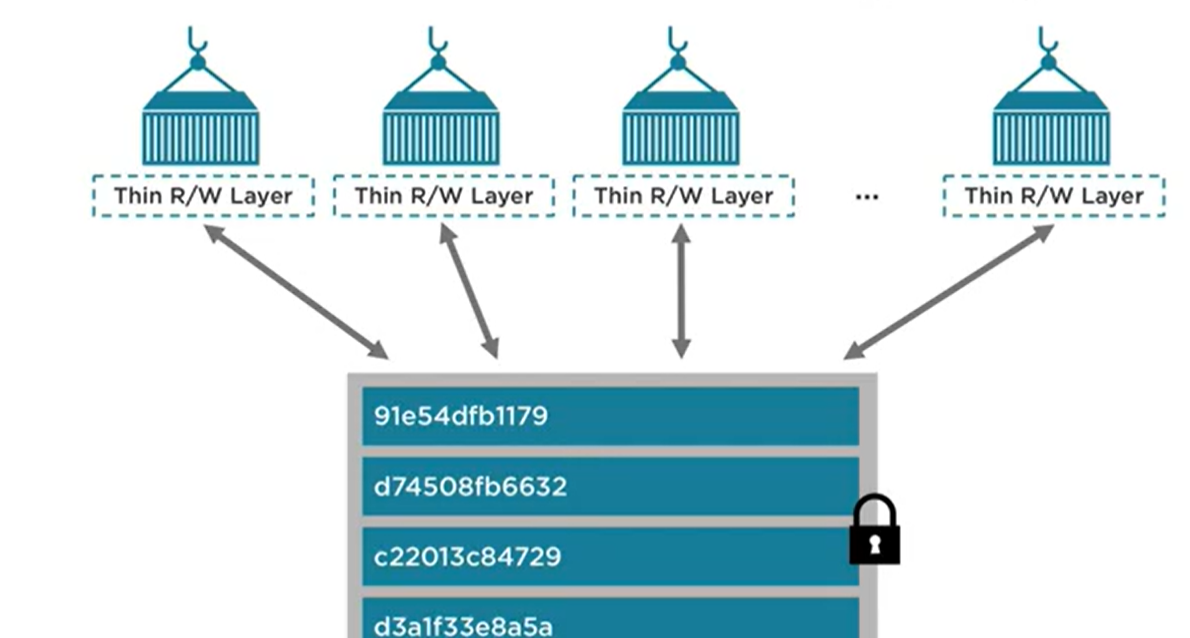 Thin R/W Layer Thin R/W Layer Thin R/W Layer ... Thin R/W Layer
91e54dfb1179
d74508fb6632
c22013c84729
d3a1f33e8a5a